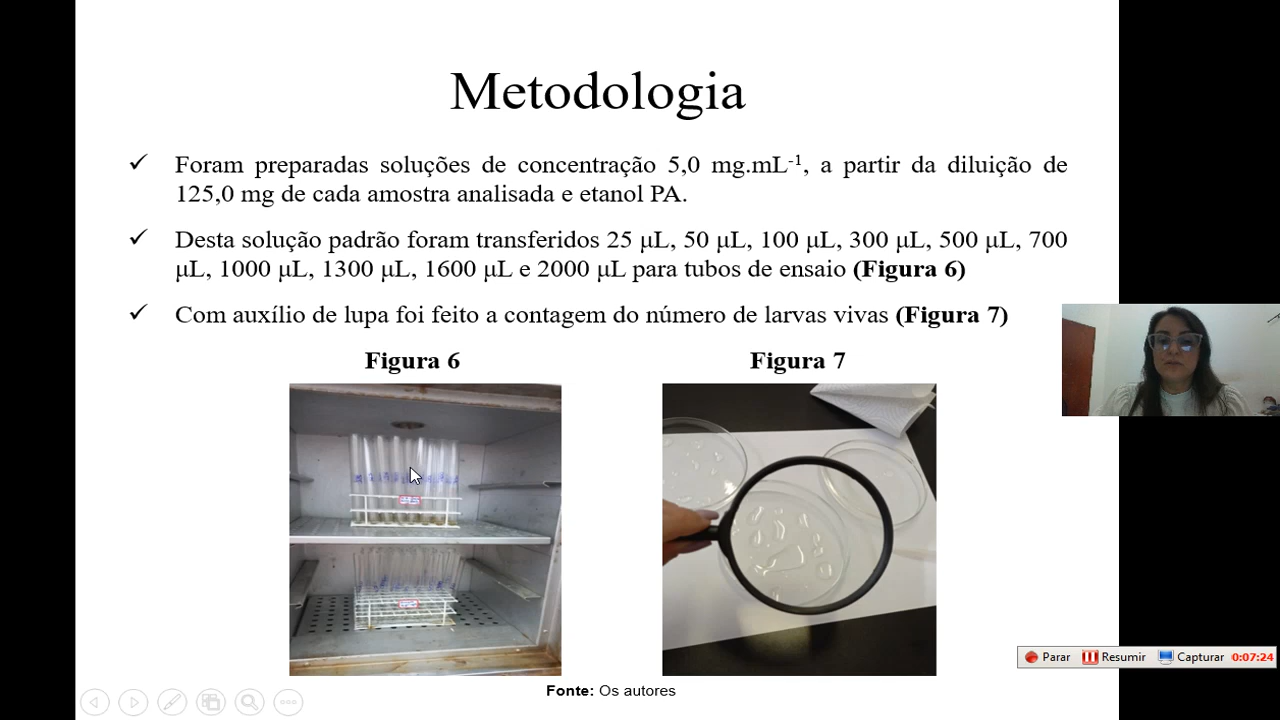 Metodologia
✓ Foram preparadas soluções de concentração 5,0 mg.mL⁻¹, a partir da diluição de
125,0 mg de cada amostra analisada e etanol PA.
✓ Desta solução padrão foram transferidos 25 µL, 50 µL, 100 µL, 300 µL, 500 µL, 700
µL, 1000 µL, 1300 µL, 1600 µL e 2000 µL para tubos de ensaio (Figura 6)
✓ Com auxílio de lupa foi feito a contagem do número de larvas vivas (Figura 7)
Figura 6
Figura 7
Fonte: Os autores
Parar Resumir Capturar 0:07:24